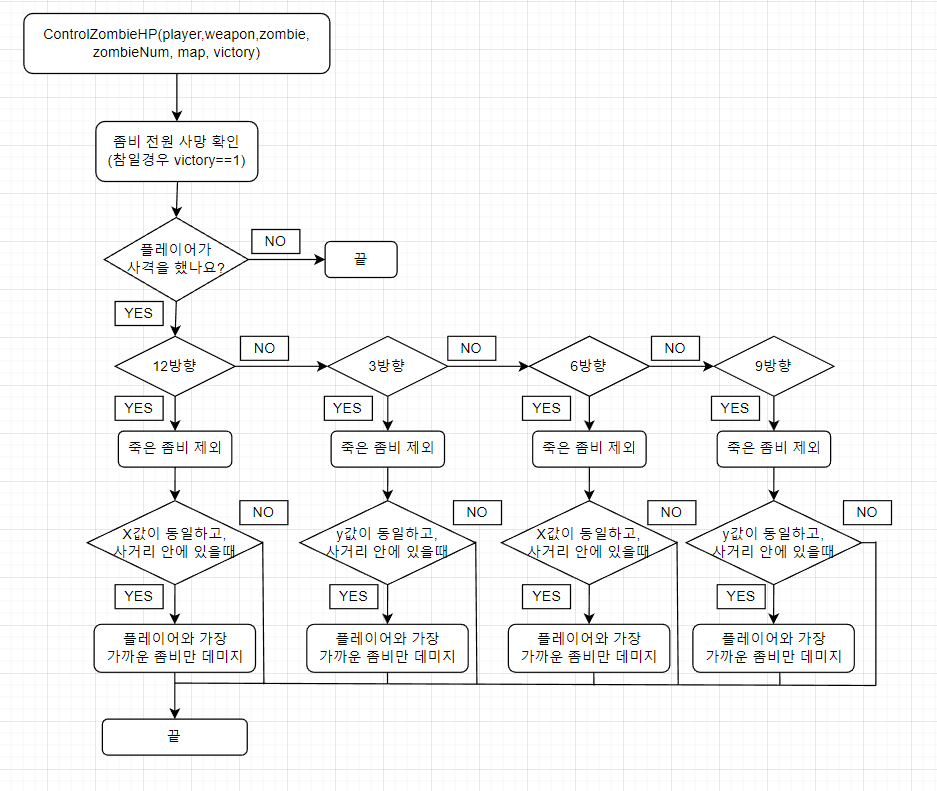 ControlZombieHP(player,weapon,zombie,
zombieNum, map, victory)
좀비 전원 사망 확인
(참일경우 victory==1)
플레이어가
사격을 했나요?
NO
끝
YES
12방향
NO
3방향
NO
6방향
NO
9방향
YES
YES
YES
YES
죽은 좀비 제외
죽은 좀비 제외
죽은 좀비 제외
죽은 좀비 제외
X값이 동일하고,
사거리 안에 있을때
NO
y값이 동일하고,
사거리 안에 있을때
NO
X값이 동일하고,
사거리 안에 있을때
NO
y값이 동일하고,
사거리 안에 있을때
NO
YES
YES
YES
YES
플레이어와 가장
가까운 좀비만 데미지
플레이어와 가장
가까운 좀비만 데미지
플레이어와 가장
가까운 좀비만 데미지
플레이어와 가장
가까운 좀비만 데미지
끝